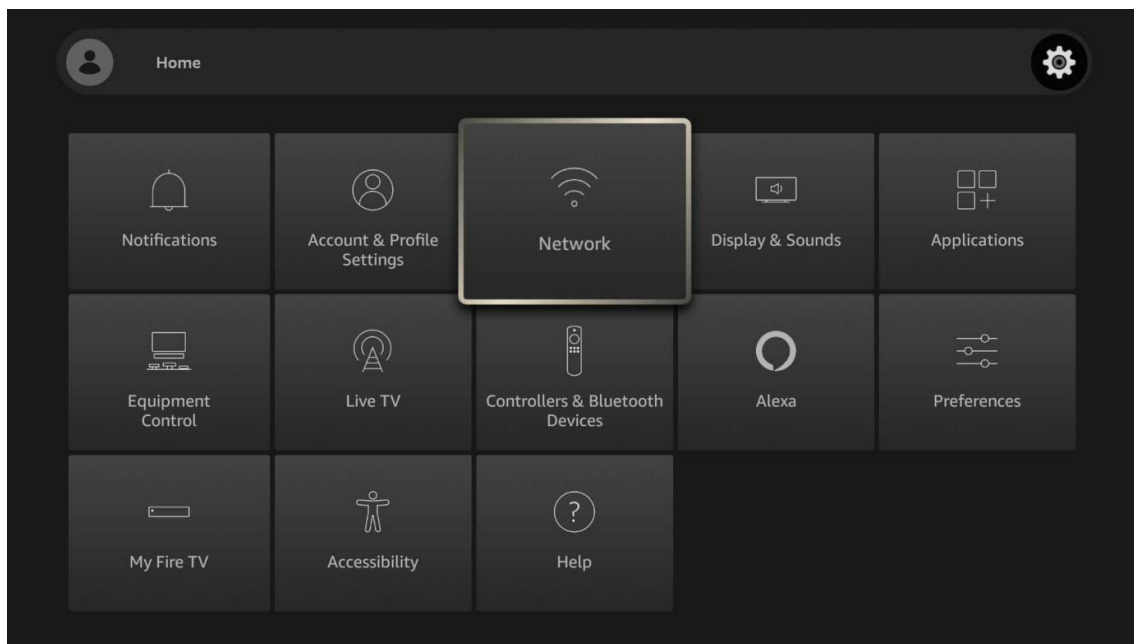 Home
Notifications
Account & Profile
Settings
Network
Display & Sounds
Applications
Equipment
Control
Live TV
Controllers & Bluetooth
Devices
Alexa
Preferences
My Fire TV
Accessibility
?
Help